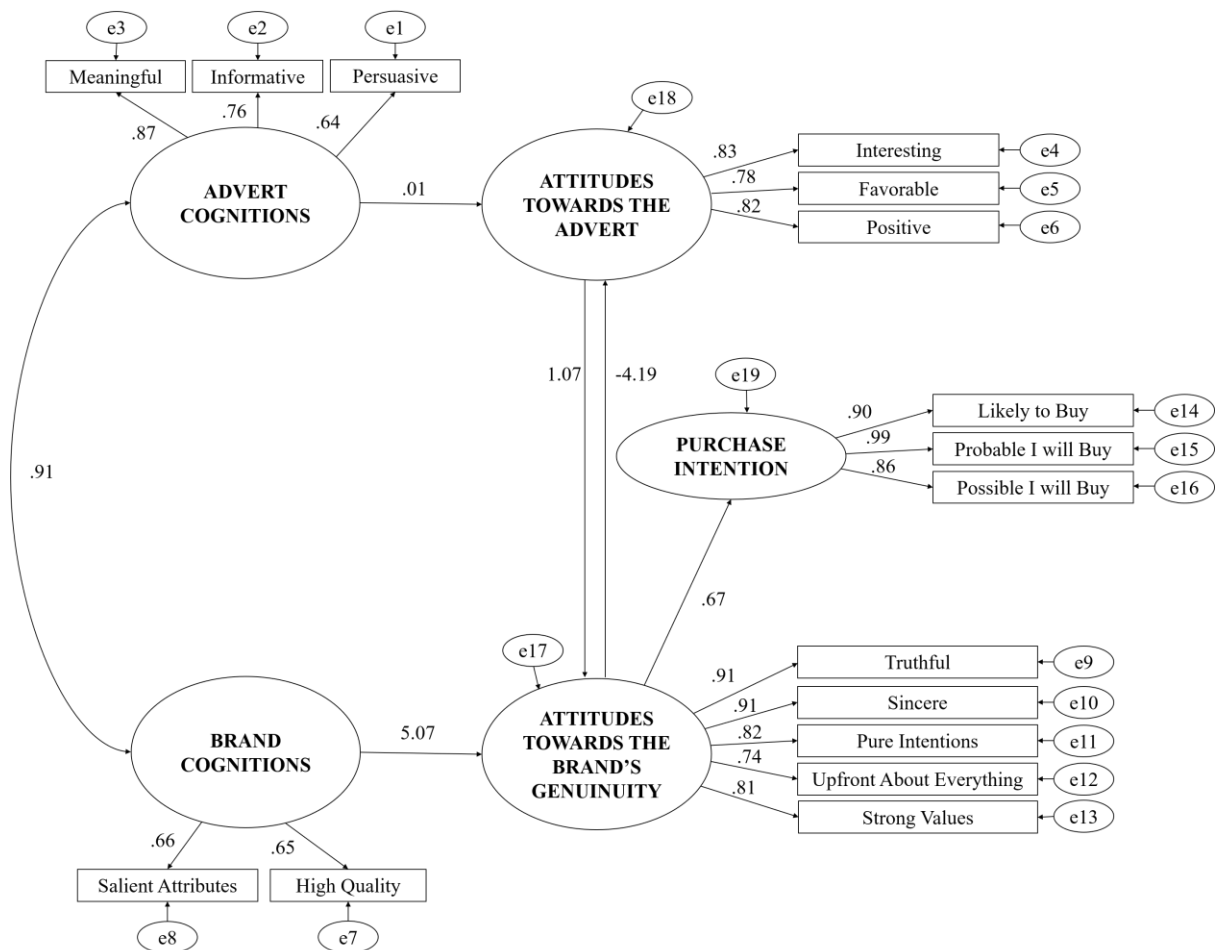 e3
e2
e1
Meaningful
Informative
Persuasive
.87
.76
.64
e18
ADVERT
COGNITIONS
.01
ATTITUDES
TOWARDS THE
ADVERT
.83
.78
.82
Interesting
Favorable
Positive
e4
e5
e6
1.07
-4.19
e19
PURCHASE
INTENTION
.90
.99
.86
Likely to Buy
Probable I will Buy
Possible I will Buy
e14
e15
e16
.91
.67
e17
BRAND
COGNITIONS
5.07
ATTITUDES
TOWARDS THE
BRAND'S
GENUINUITY
.91
.91
.82
.74
.81
Truthful
Sincere
Pure Intentions
Upfront About Everything
Strong Values
e9
e10
e11
e12
e13
.66
.65
Salient Attributes
High Quality
e8
e7